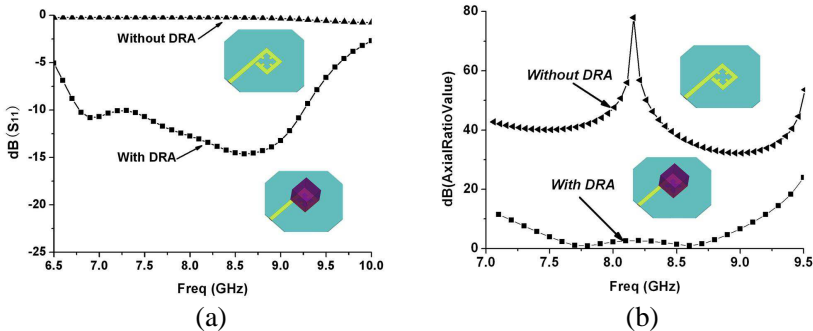 0
-5
-10
-15
-20
-25
dB (S11)
Without DRA
With DRA
6.5 7.0 7.5 8.0 8.5 9.0 9.5 10.0
Freq (GHz)
(a)
80
60
40
20
0
dB(AxialRatioValue)
Without DRA
With DRA
7.0 7.5 8.0 8.5 9.0 9.5
Freq (GHz)
(b)